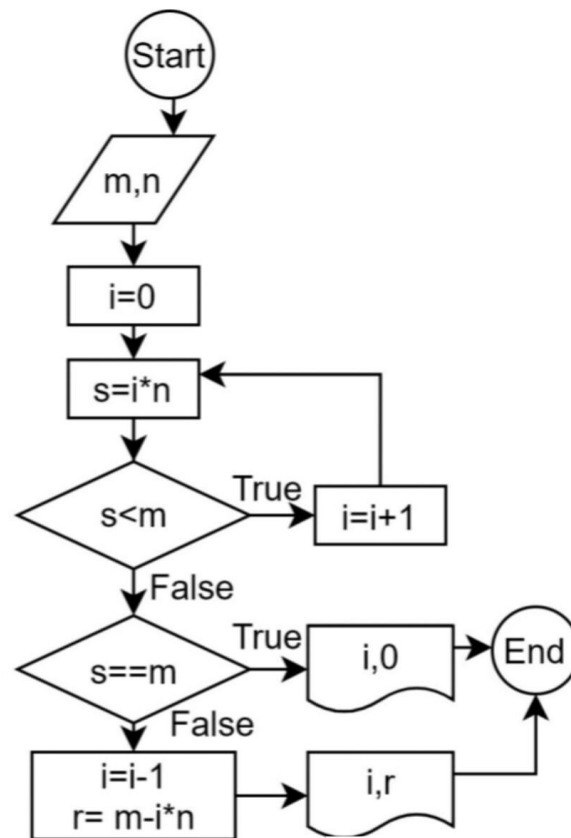 Start
m,n
i=0
s=i*n
s<m
True
i=i+1
False
s==m
True
i,0
End
False
i=i-1
r= m-i*n
i,r